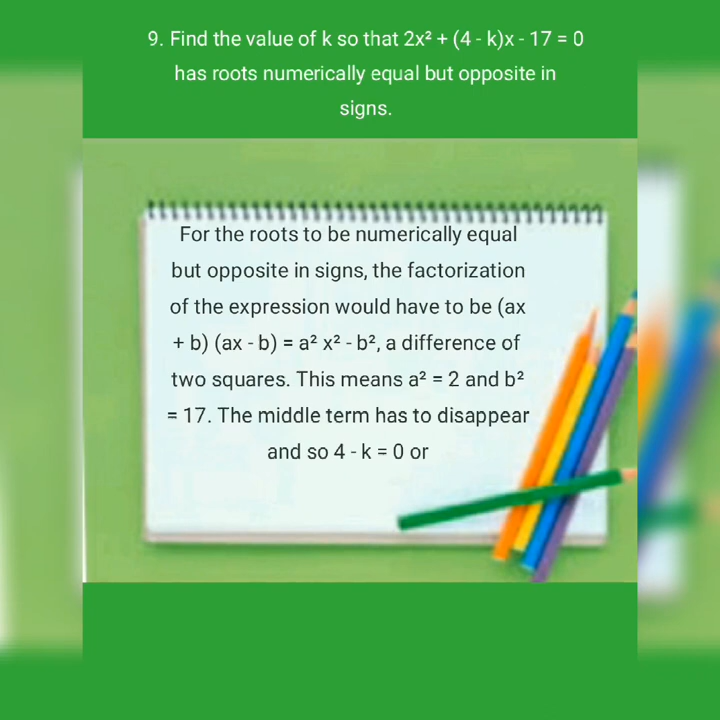 9. Find the value of k so that 2x² + (4 - k)x - 17 = 0
has roots numerically equal but opposite in
signs.
For the roots to be numerically equal
but opposite in signs, the factorization
of the expression would have to be (ax
+ b) (ax - b) = a² x² - b², a difference of
two squares. This means a² = 2 and b²
= 17. The middle term has to disappear
and so 4 - k = 0 or